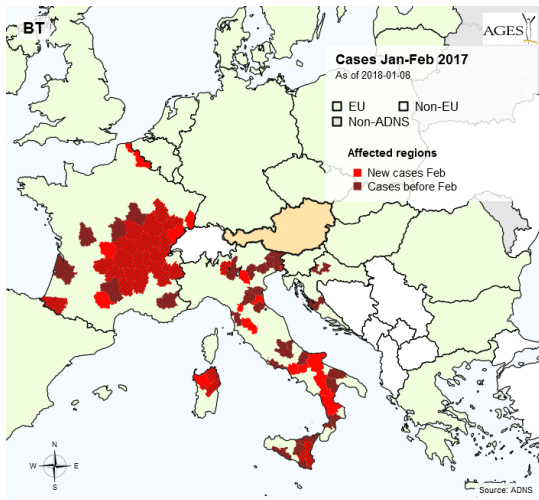 BT
AGES
Cases Jan-Feb 2017
As of 2018-01-08
EU Non-EU
Non-ADNS
Affected regions
New cases Feb
Cases before Feb
N
W E
S
Source: ADNS